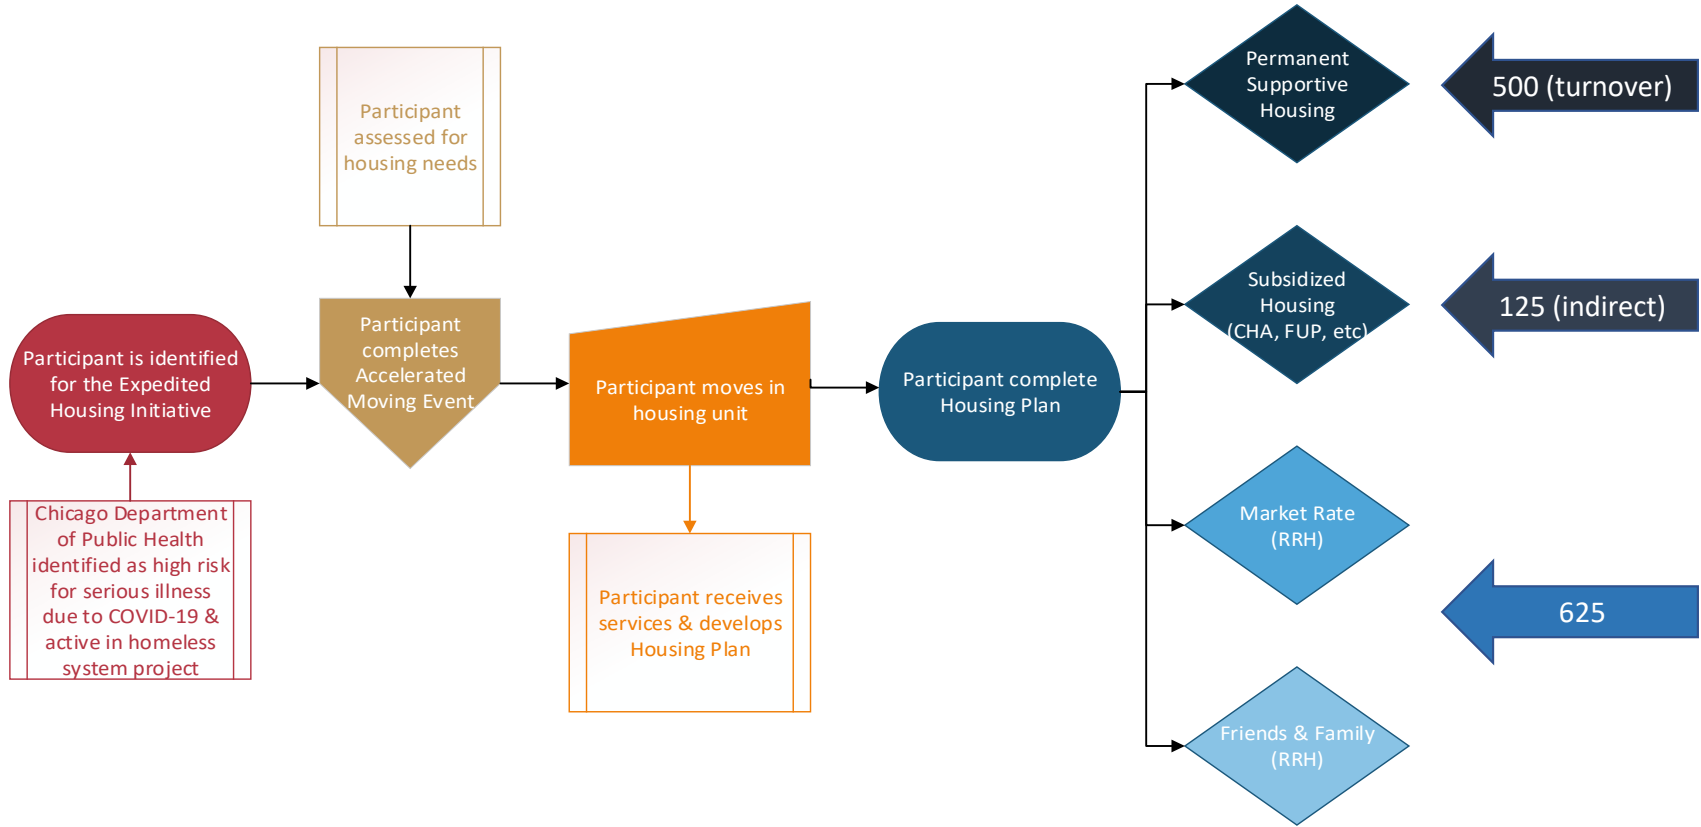 Participant
assessed for
housing needs
Participant is identified
for the Expedited
Housing Initiative
Chicago Department
of Public Health
identified as high risk
for serious illness
due to COVID-19 &
active in homeless
system project
Participant
completes
Accelerated
Moving Event
Participant moves in
housing unit
Participant receives
services & develops
Housing Plan
Participant complete
Housing Plan
Permanent
Supportive
Housing
500 (turnover)
Subsidized
Housing
(CHA, FUP, etc)
125 (indirect)
Market Rate
(RRH)
625
Friends & Family
(RRH)